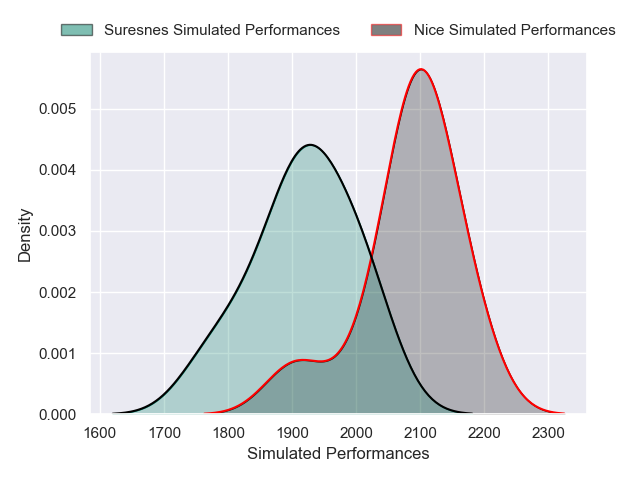 Suresnes Simulated Performances Nice Simulated Performances
0.005
0.004
0.003
0.002
0.001
0.000
Density
1600 1700 1800 1900 2000 2100 2200 2300
Simulated Performances